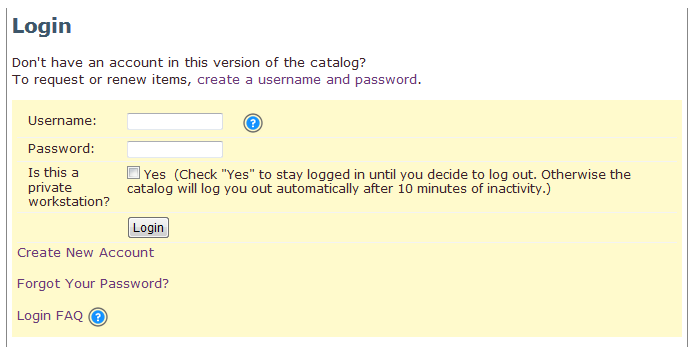 Login
Don't have an account in this version of the catalog?
To request or renew items, create a username and password.
Username:
?
Password:
Is this a
private
workstation?
Yes (Check "Yes" to stay logged in until you decide to log out. Otherwise the
catalog will log you out automatically after 10 minutes of inactivity.)
Login
Create New Account
Forgot Your Password?
Login FAQ ?